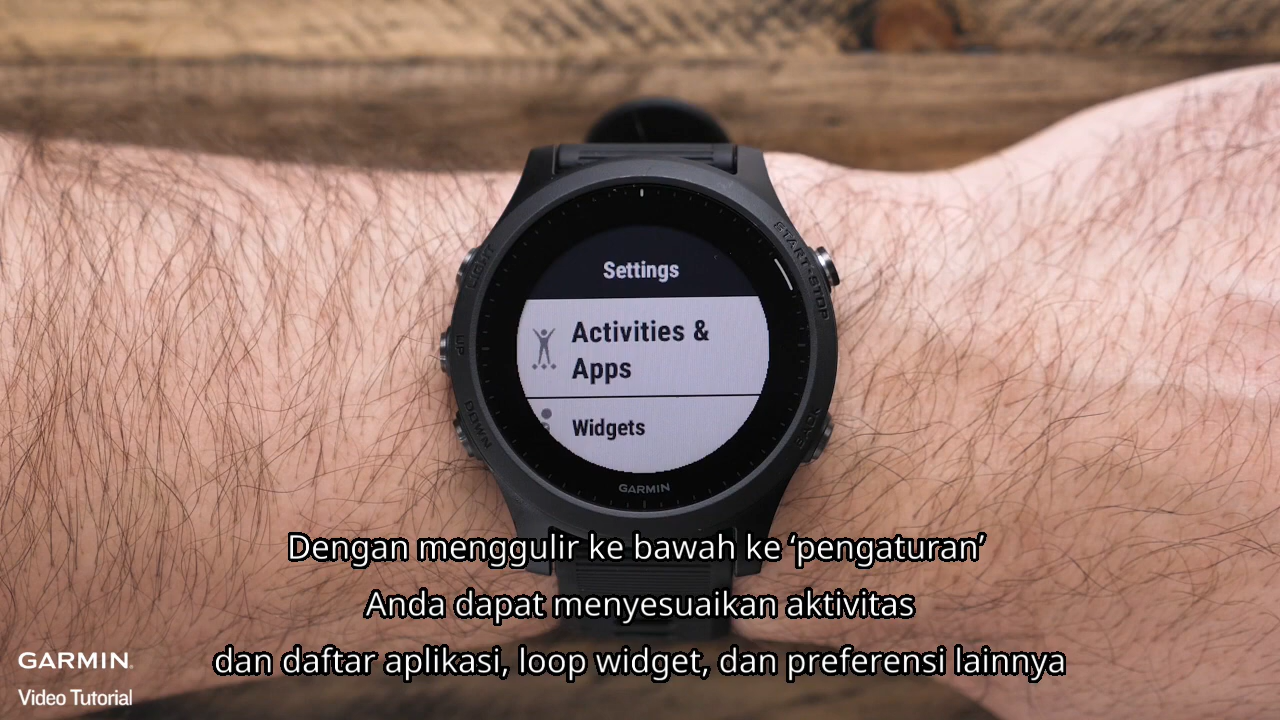 LIGHT
START•STOP
Settings
Activities &
Apps
UP
DOWN
BACK
Widgets
GARMIN
Dengan menggulir ke bawah ke ‘pengaturan’
Anda dapat menyesuaikan aktivitas
dan daftar aplikasi, loop widget, dan preferensi lainnya
GARMIN.
Video Tutorial